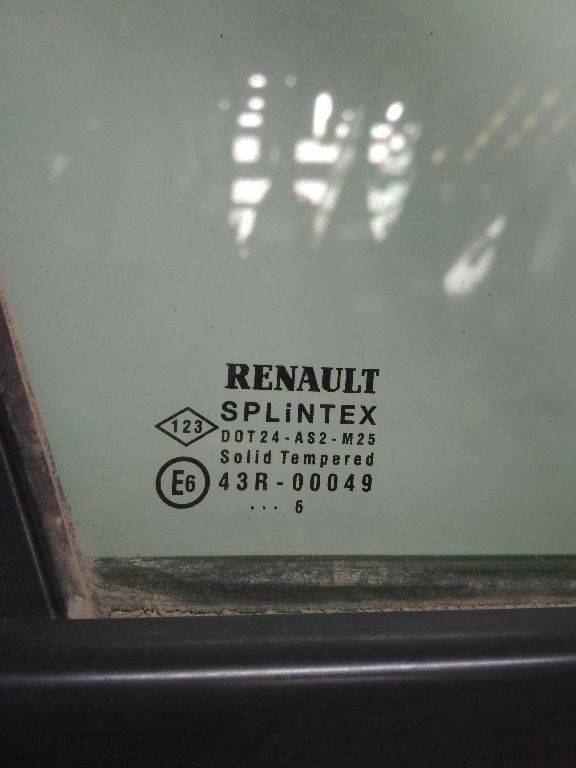 RENAULT
SPLiNTEX
123
DOT24-AS2-M25
Solid Tempered
E6
43R-00049
... 6